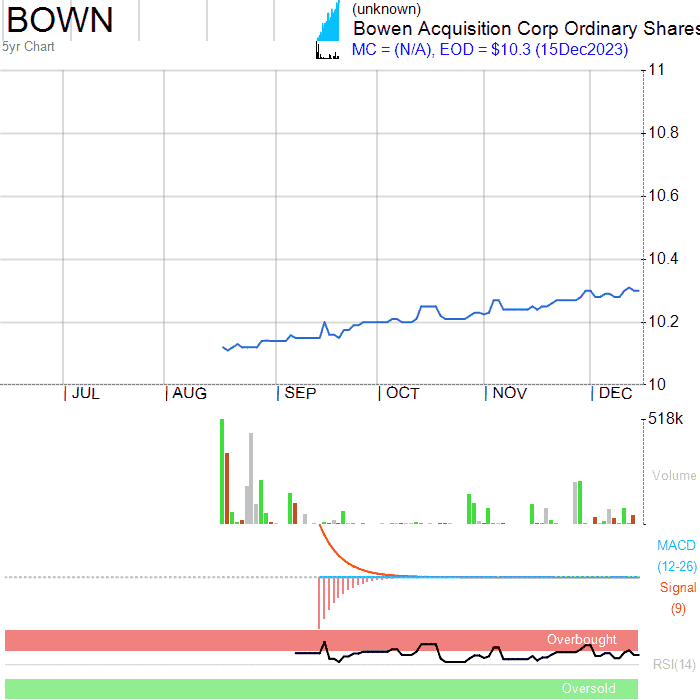 BOWN
5yr Chart
(unknown)
Bowen Acquisition Corp Ordinary Shares
MC = (N/A), EOD = $10.3 (15Dec2023)
11
10.8
10.6
10.4
10.2
10
JUL AUG SEP OCT NOV DEC
518k
Volume
MACD
(12-26)
Signal
(9)
Overbought
RSI(14)
Oversold